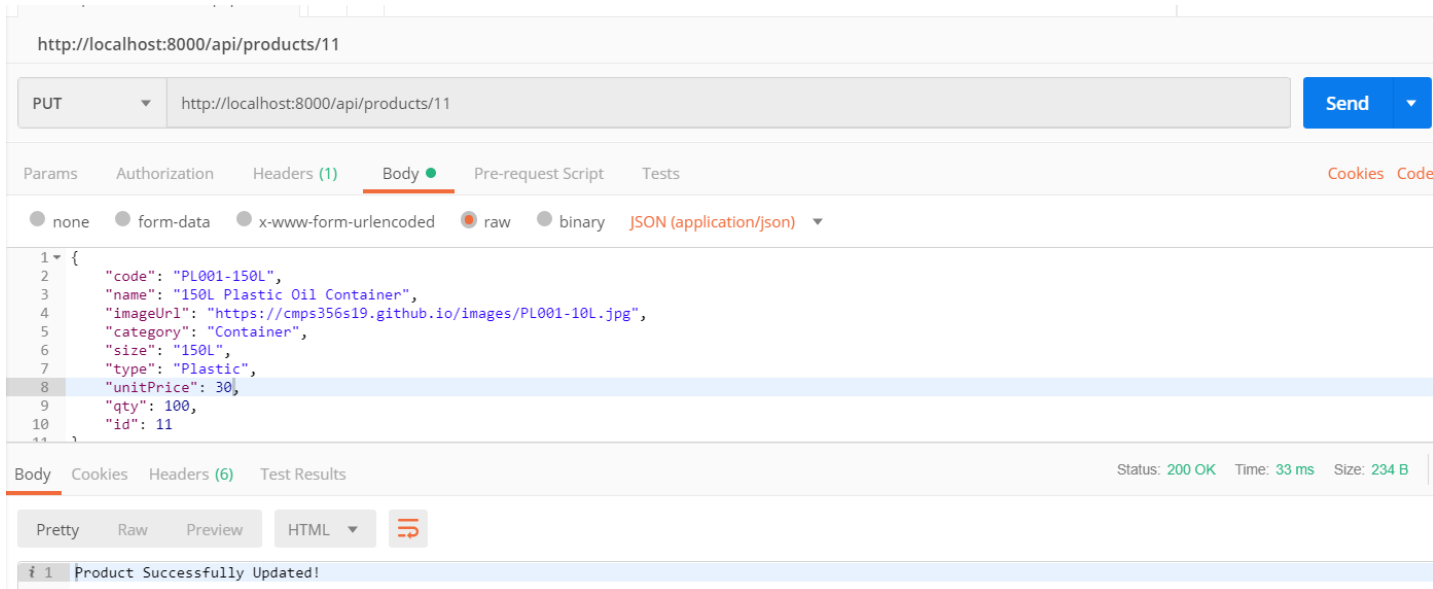 http://localhost:8000/api/products/11
PUT http://localhost:8000/api/products/11 Send
Params Authorization Headers (1) Body Pre-request Script Tests Cookies Code
none form-data x-www-form-urlencoded raw binary JSON (application/json)
1 {
2 "code": "PL001-150L",
3 "name": "150L Plastic Oil Container",
4 "imageUrl": "https://cmps356s19.github.io/images/PL001-10L.jpg",
5 "category": "Container",
6 "size": "150L",
7 "type": "Plastic",
8 "unitPrice": 30,
9 "qty": 100,
10 "id": 11
11 }
Body Cookies Headers (6) Test Results Status: 200 OK Time: 33 ms Size: 234 B
Pretty Raw Preview HTML
i 1 Product Successfully Updated!